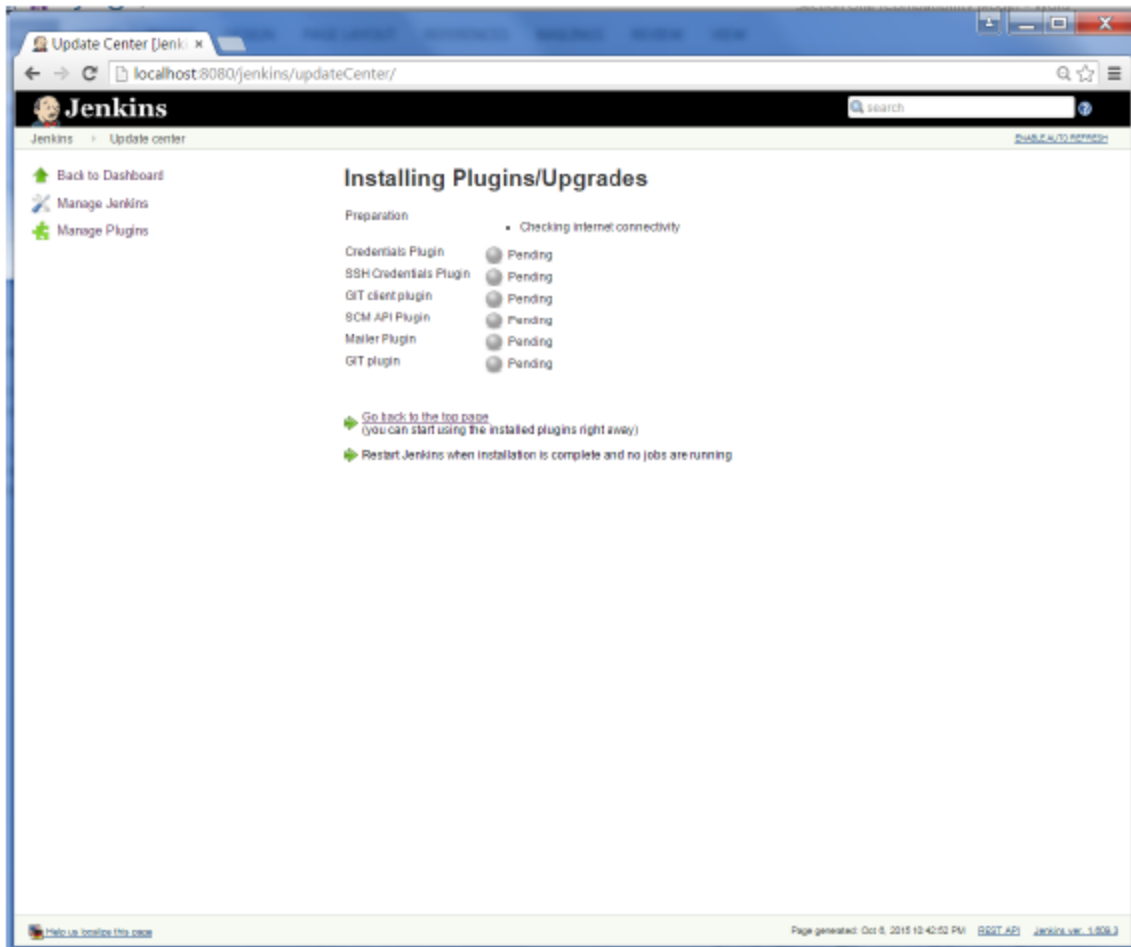 Update Center [Jenki
localhost:8080/jenkins/updateCenter/
Jenkins
search
Jenkins
Update center
ENABLE AUTO REFRESH
Back to Dashboard
Manage Jenkins
Manage Plugins
Installing Plugins/Upgrades
Preparation
Checking internet connectivity
Credentials Plugin Pending
SSH Credentials Plugin Pending
GIT client plugin Pending
SCM API Plugin Pending
Mailer Plugin Pending
GIT plugin Pending
Go back to the top page
(you can start using the installed plugins right away)
Restart Jenkins when installation is complete and no jobs are running
Help us localize this page
Page generated: Oct 6, 2015 10:42:52 PM REST API Jenkins ver. 1.609.3